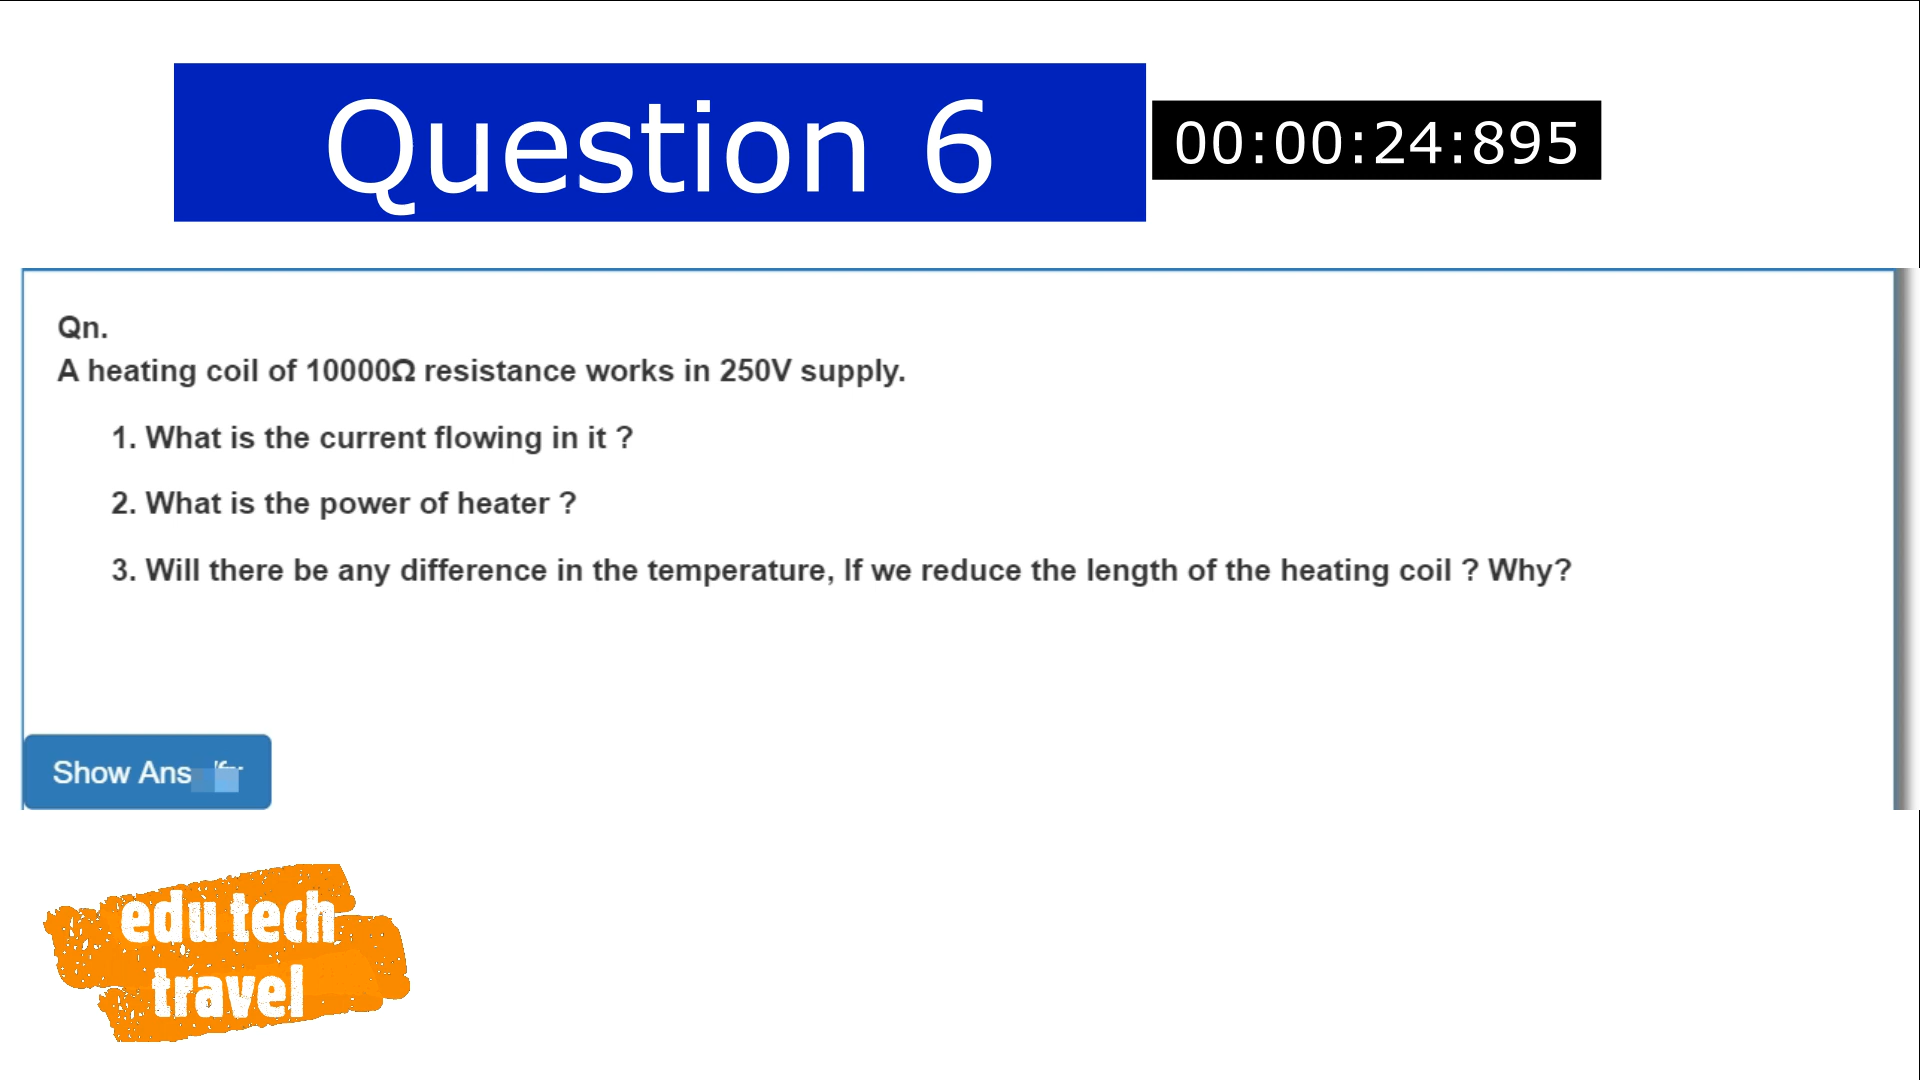 Question 6
00:00:24:895
Qn.
A heating coil of 10000Ω resistance works in 250V supply.
1. What is the current flowing in it ?
2. What is the power of heater ?
3. Will there be any difference in the temperature, If we reduce the length of the heating coil ? Why?
Show
edu tech
travel